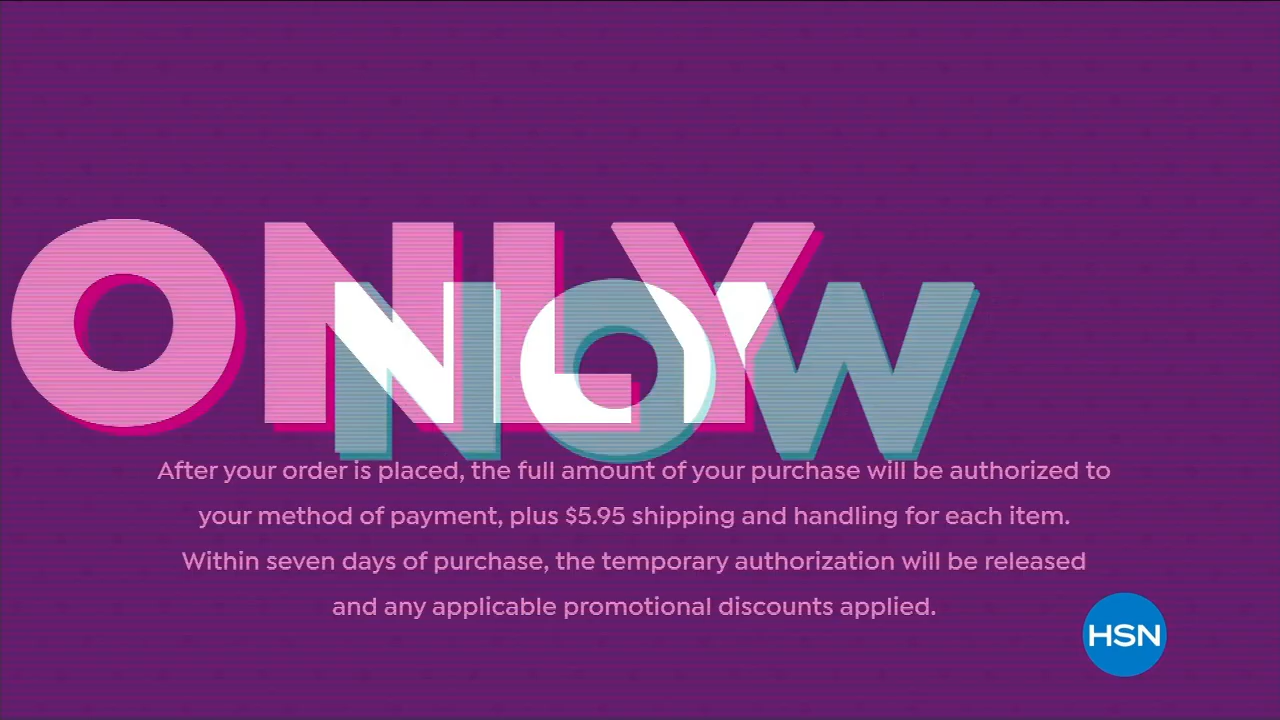 ONLY
NOW
After your order is placed, the full amount of your purchase will be authorized to
your method of payment, plus $5.95 shipping and handling for each item.
Within seven days of purchase, the temporary authorization will be released
and any applicable promotional discounts applied.
HSN